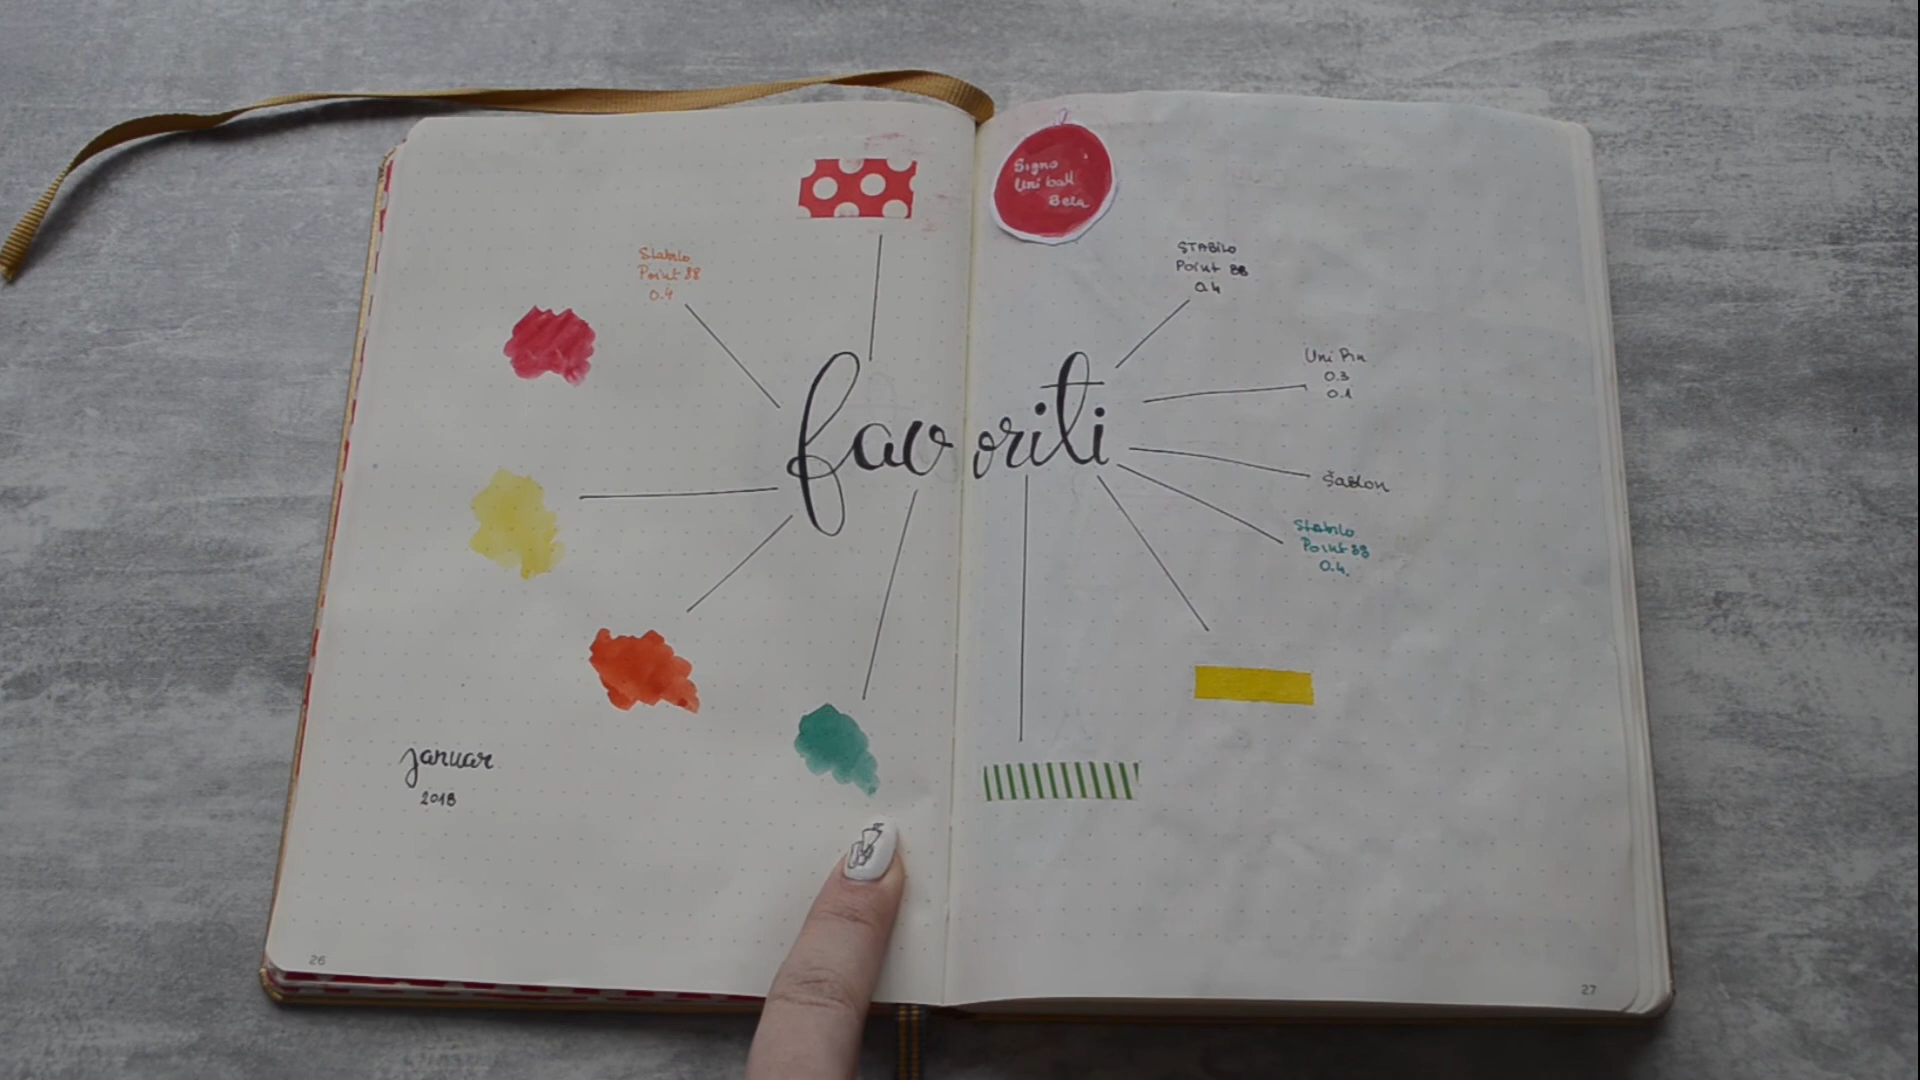 Signo
Uni ball
Bela
Stabilo
Point 88
0.4
STABiLo
Point 88
0.4
Uni Pin
0.3
0.1
favoriti
Šablon
Stabilo
Point 88
0.4.
januar
2018
26
27